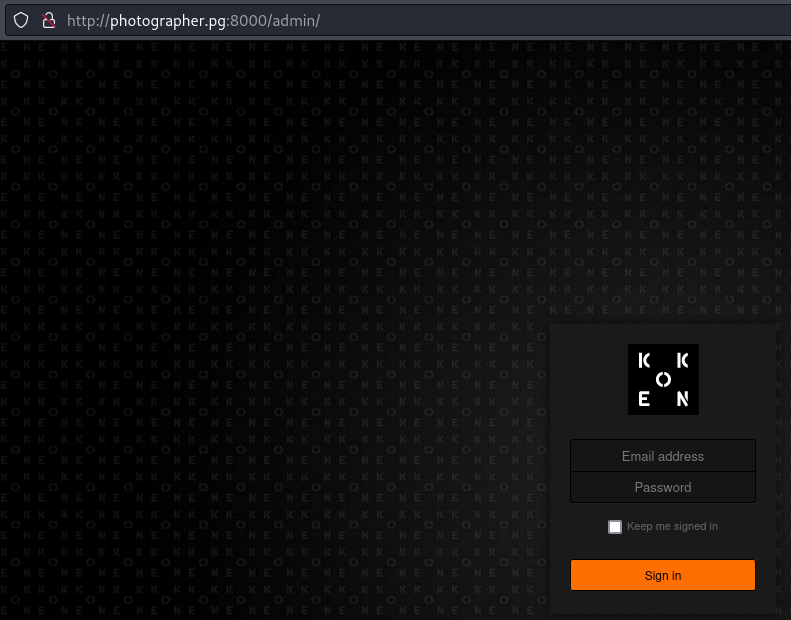 http://photographer.pg:8000/admin/
K K
O
E N
Email address
Password
Keep me signed in
Sign in